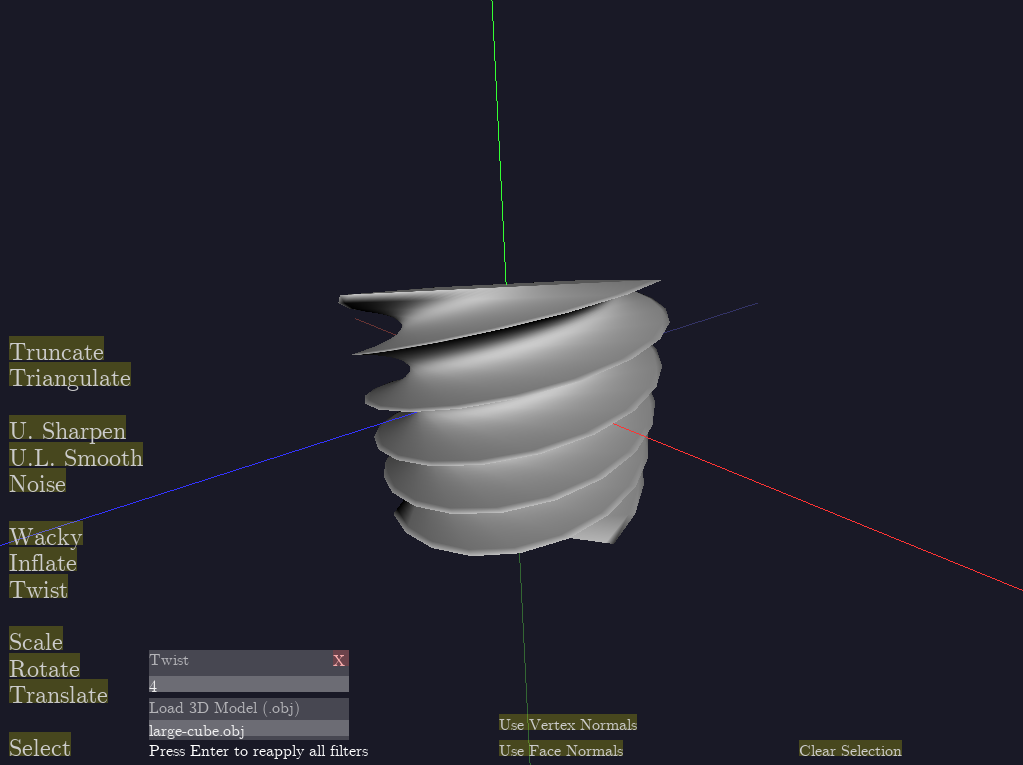 Truncate
Triangulate
U. Sharpen
U.L. Smooth
Noise
Wacky
Inflate
Twist
Scale
Rotate
Translate
Select
Twist X
4
Load 3D Model (.obj)
large-cube.obj
Press Enter to reapply all filters
Use Vertex Normals
Use Face Normals
Clear Selection